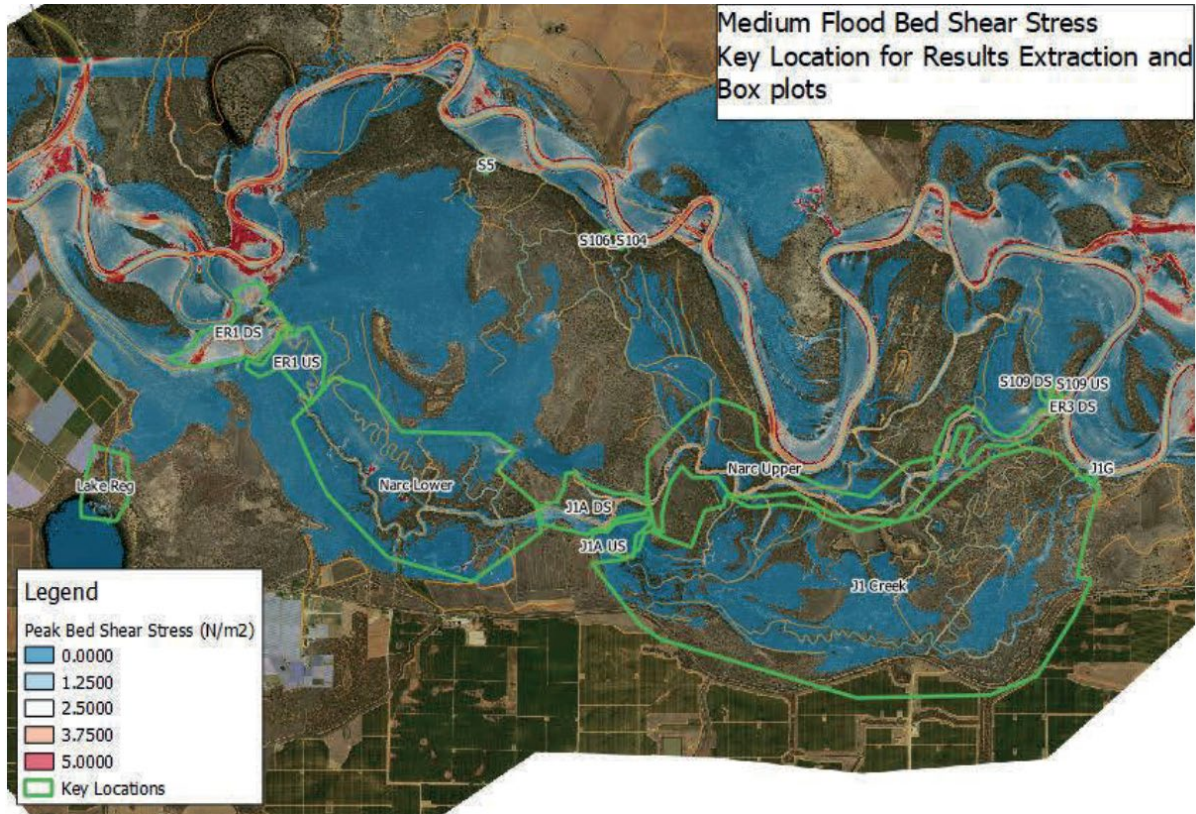 Medium Flood Bed Shear Stress
Key Location for Results Extraction and
Box plots
S5
S106 S104
ER1 DS
ER1 US
S109 DS S109 US
ER3 DS
Lake Reg
Narc Lower
Narc Upper
J1G
J1A DS
J1A US
J1 Creek
Legend
Peak Bed Shear Stress (N/m2)
0.0000
1.2500
2.5000
3.7500
5.0000
Key Locations